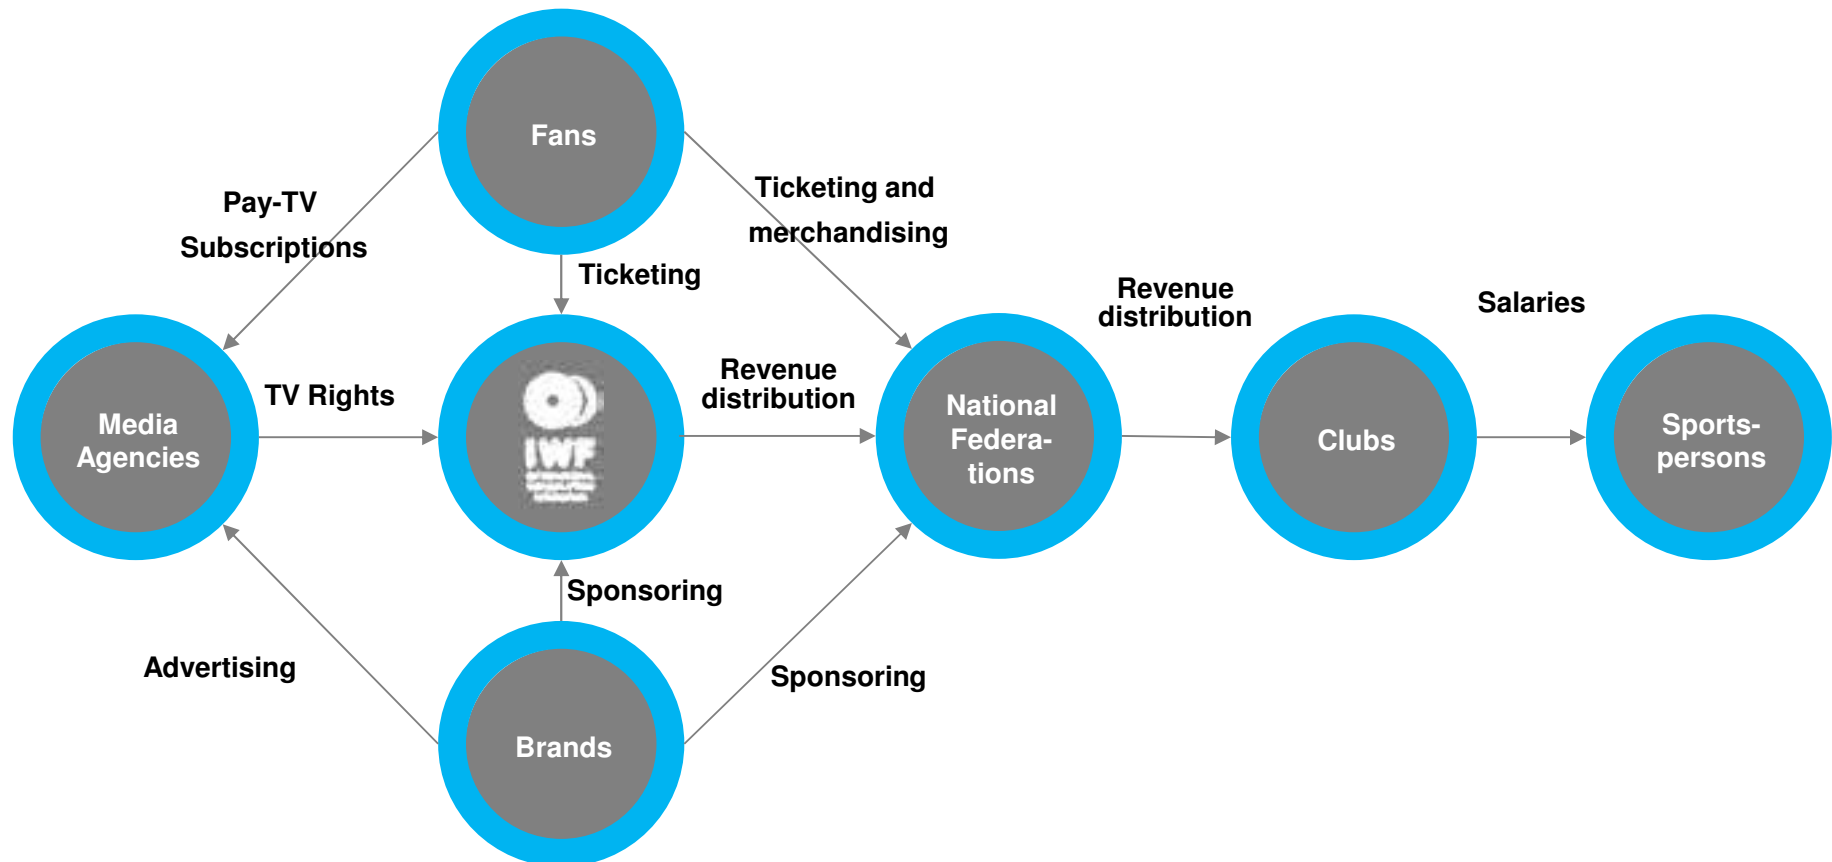 Fans
Pay-TV
Subscriptions
Ticketing and
merchandising
Ticketing
Revenue
distribution
Salaries
TV Rights
Revenue
distribution
Media
Agencies
IWF
National
Federa-
tions
Clubs
Sports-
persons
Sponsoring
Advertising
Sponsoring
Brands